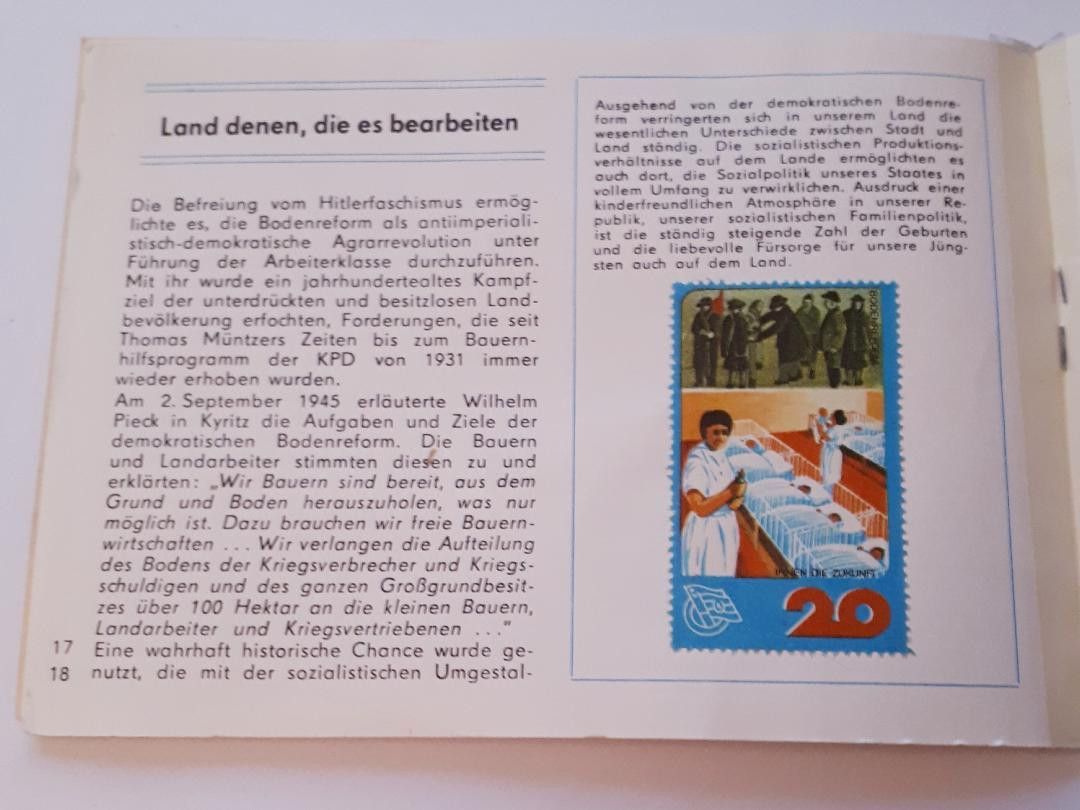 Land denen, die es bearbeiten
Die Befreiung vom Hitlerfaschismus ermög-
lichte es, die Bodenreform als antiimperiali-
stisch-demokratische Agrarrevolution unter
Führung der Arbeiterklasse durchzuführen.
Mit ihr wurde ein jahrhundertealtes Kampf-
ziel der unterdrückten und besitzlosen Land-
bevölkerung erfochten, Forderungen, die seit
Thomas Müntzers Zeiten bis zum Bauern-
hilfsprogramm der KPD von 1931 immer
wieder erhoben wurden.
Am 2. September 1945 erläuterte Wilhelm
Pieck in Kyritz die Aufgaben und Ziele der
demokratischen Bodenreform. Die Bauern
und Landarbeiter stimmten diesen zu und
erklärten: „Wir Bauern sind bereit, aus dem
Grund und Boden herauszuholen, was nur
möglich ist. Dazu brauchen wir freie Bauern-
wirtschaften ... Wir verlangen die Aufteilung
des Bodens der Kriegsverbrecher und Kriegs-
schuldigen und des ganzen Großgrundbesit-
zes über 100 Hektar an die kleinen Bauern,
Landarbeiter und Kriegsvertriebenen ..."
17 Eine wahrhaft historische Chance wurde ge-
18 nutzt, die mit der sozialistischen Umgestal-
Ausgehend von der demokratischen Bodenre-
form verringerten sich in unserem Land die
wesentlichen Unterschiede zwischen Stadt und
Land ständig. Die sozialistischen Produktions-
verhältnisse auf dem Lande ermöglichten es
auch dort, die Sozialpolitik unseres Staates in
vollem Umfang zu verwirklichen. Ausdruck einer
kinderfreundlichen Atmosphäre in unserer Re-
publik, unserer sozialistischen Familienpolitik,
ist die ständig steigende Zahl der Geburten
und die liebevolle Fürsorge für unsere Jüng-
sten auch auf dem Land.
BODENREFORM
IHNEN DIE ZUKUNFT
20